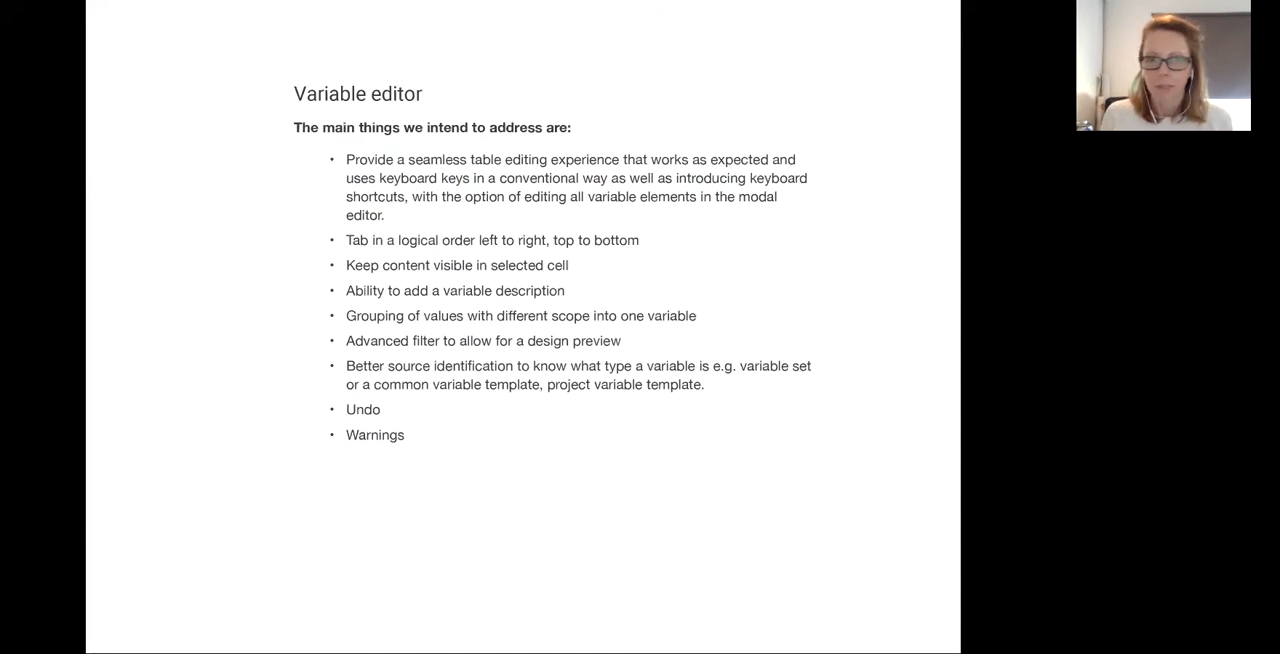 Variable editor
The main things we intend to address are:
• Provide a seamless table editing experience that works as expected and
uses keyboard keys in a conventional way as well as introducing keyboard
shortcuts, with the option of editing all variable elements in the modal
editor.
• Tab in a logical order left to right, top to bottom
• Keep content visible in selected cell
• Ability to add a variable description
• Grouping of values with different scope into one variable
• Advanced filter to allow for a design preview
• Better source identification to know what type a variable is e.g. variable set
or a common variable template, project variable template.
• Undo
• Warnings